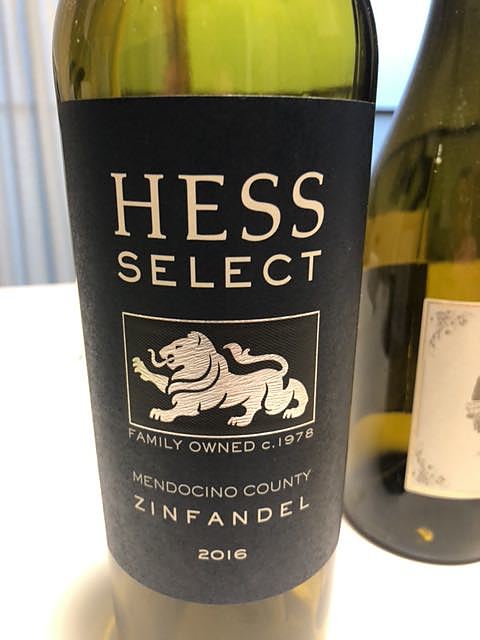 HESS
SELECT
FAMILY OWNED c.1978
MENDOCINO COUNTY
ZINFANDEL
2016